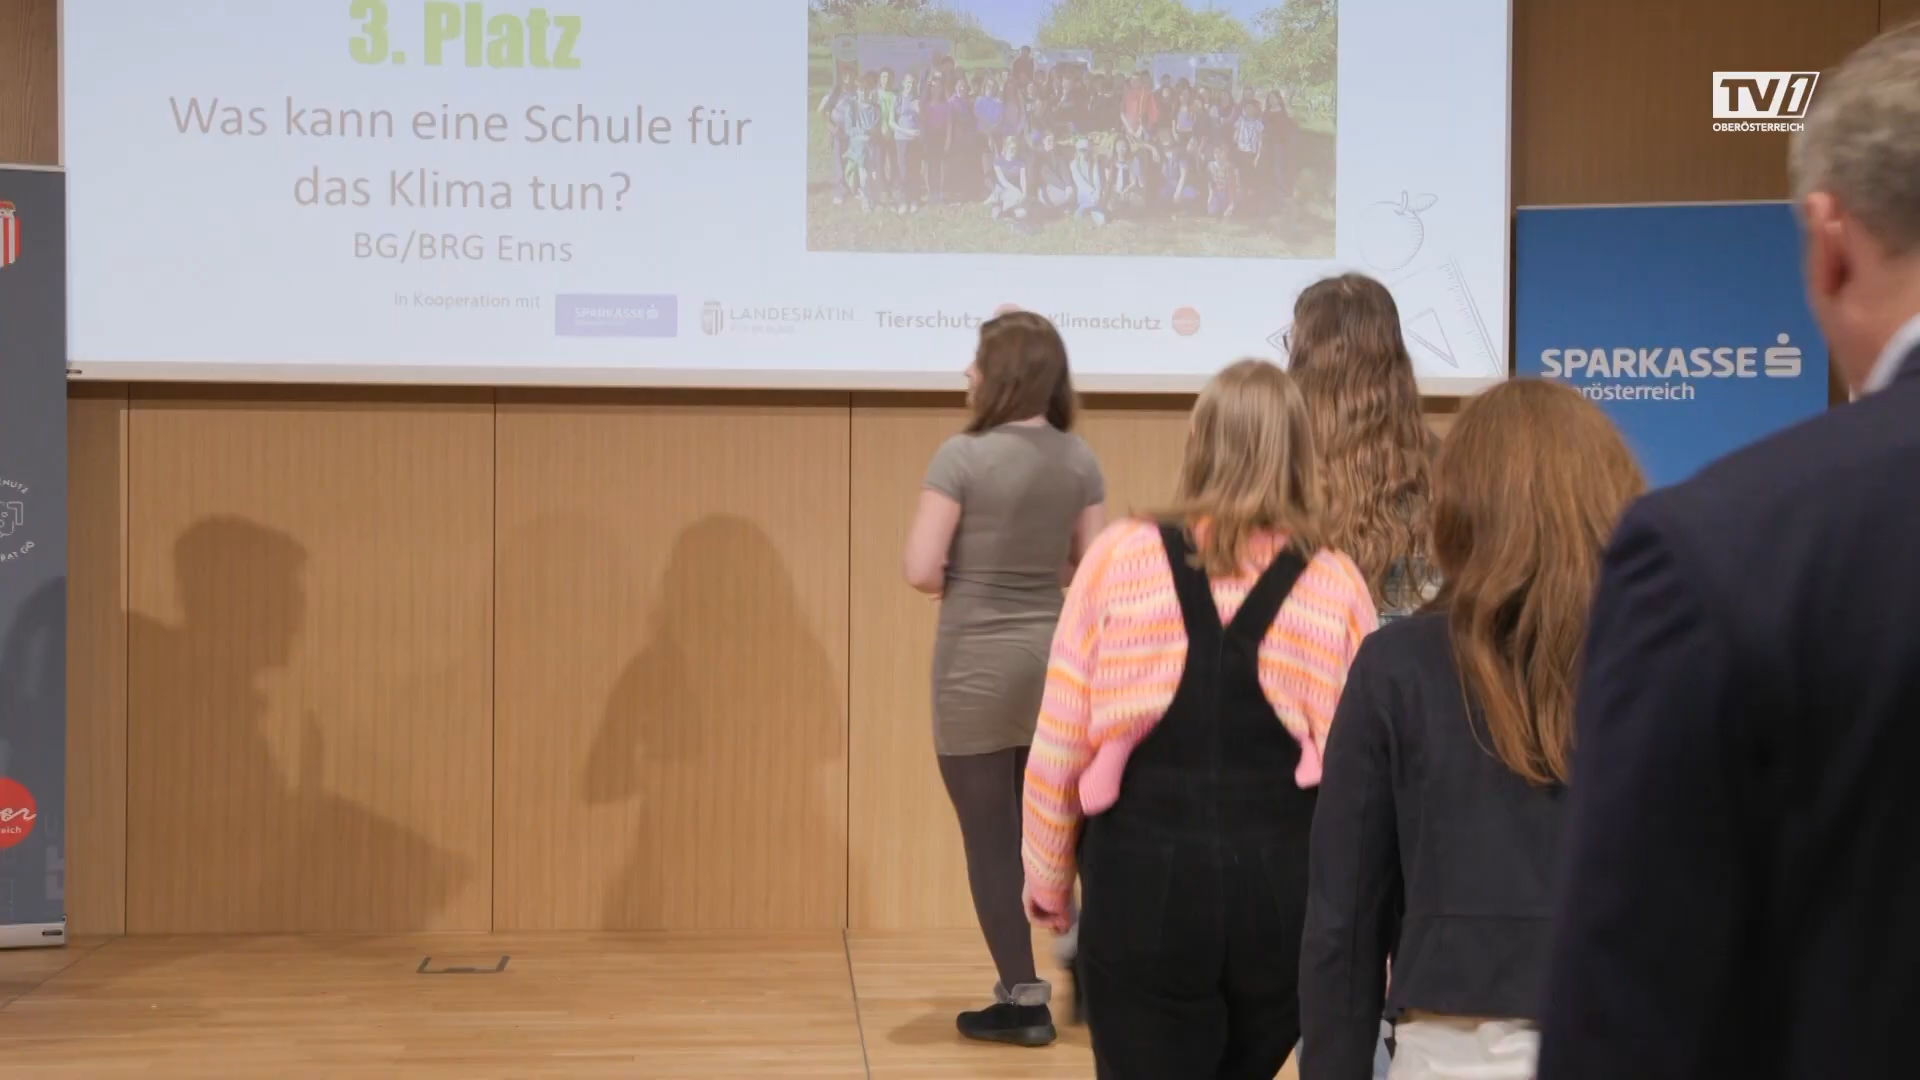 3. Platz
Was kann eine Schule für
das Klima tun?
BG/BRG Enns
In Kooperation mit
SPARKASSE
LANDESRÄTIN
Tierschutz
Klimaschutz
TV1
OBERÖSTERREICH
SPARKASSE
rösterreich